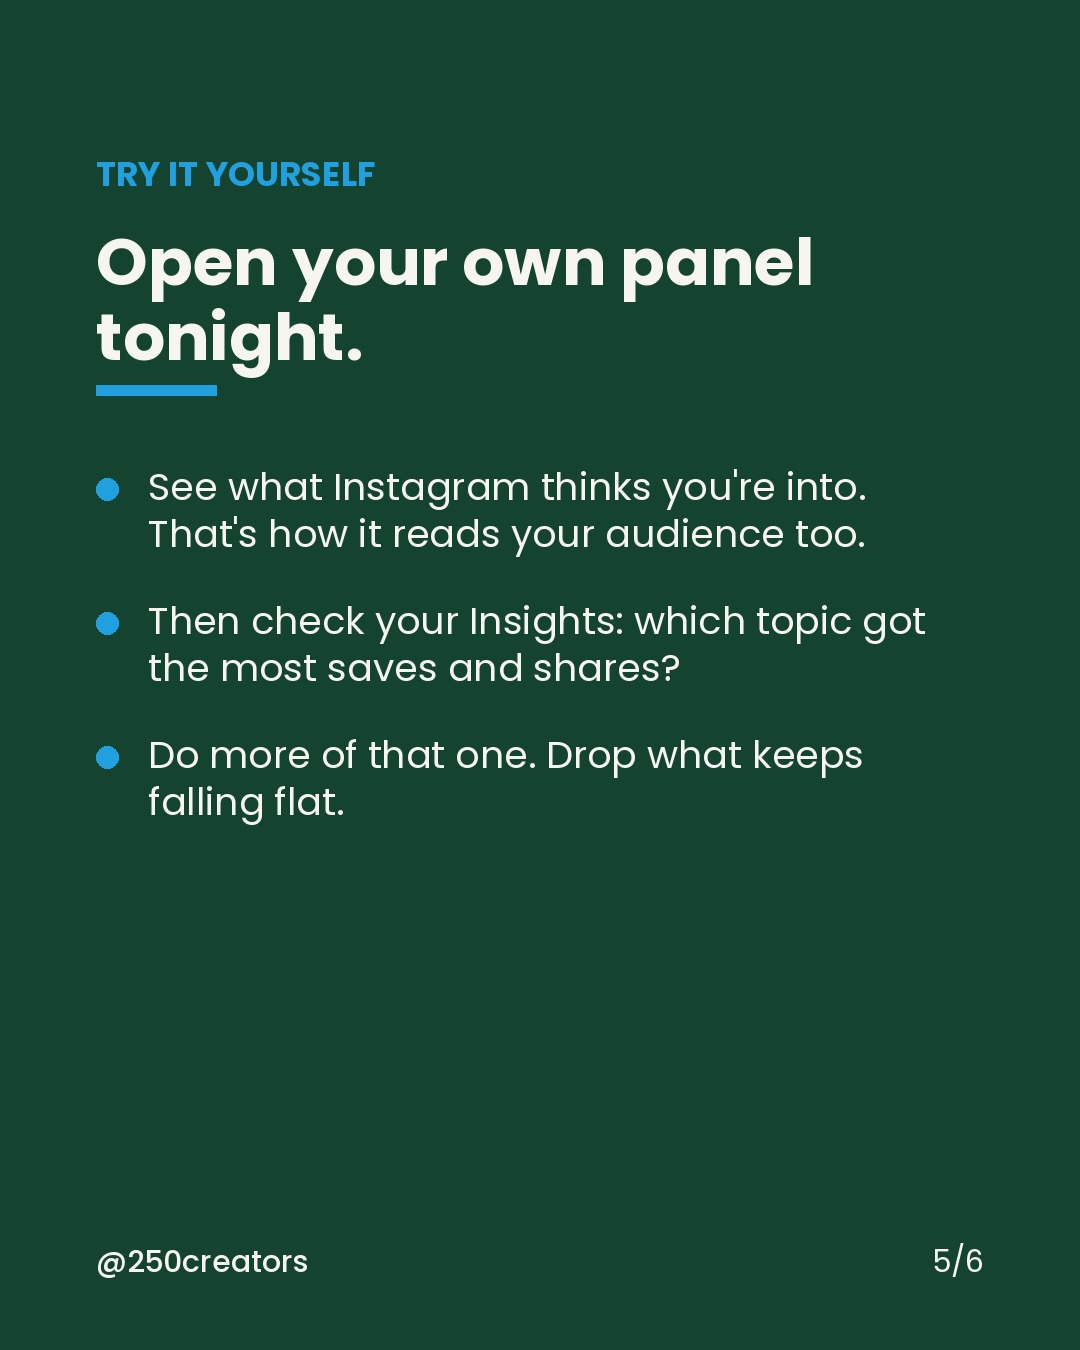 TRY IT YOURSELF
Open your own panel
tonight.
See what Instagram thinks you're into.
That's how it reads your audience too.
Then check your Insights: which topic got
the most saves and shares?
Do more of that one. Drop what keeps
falling flat.
@250creators
5/6